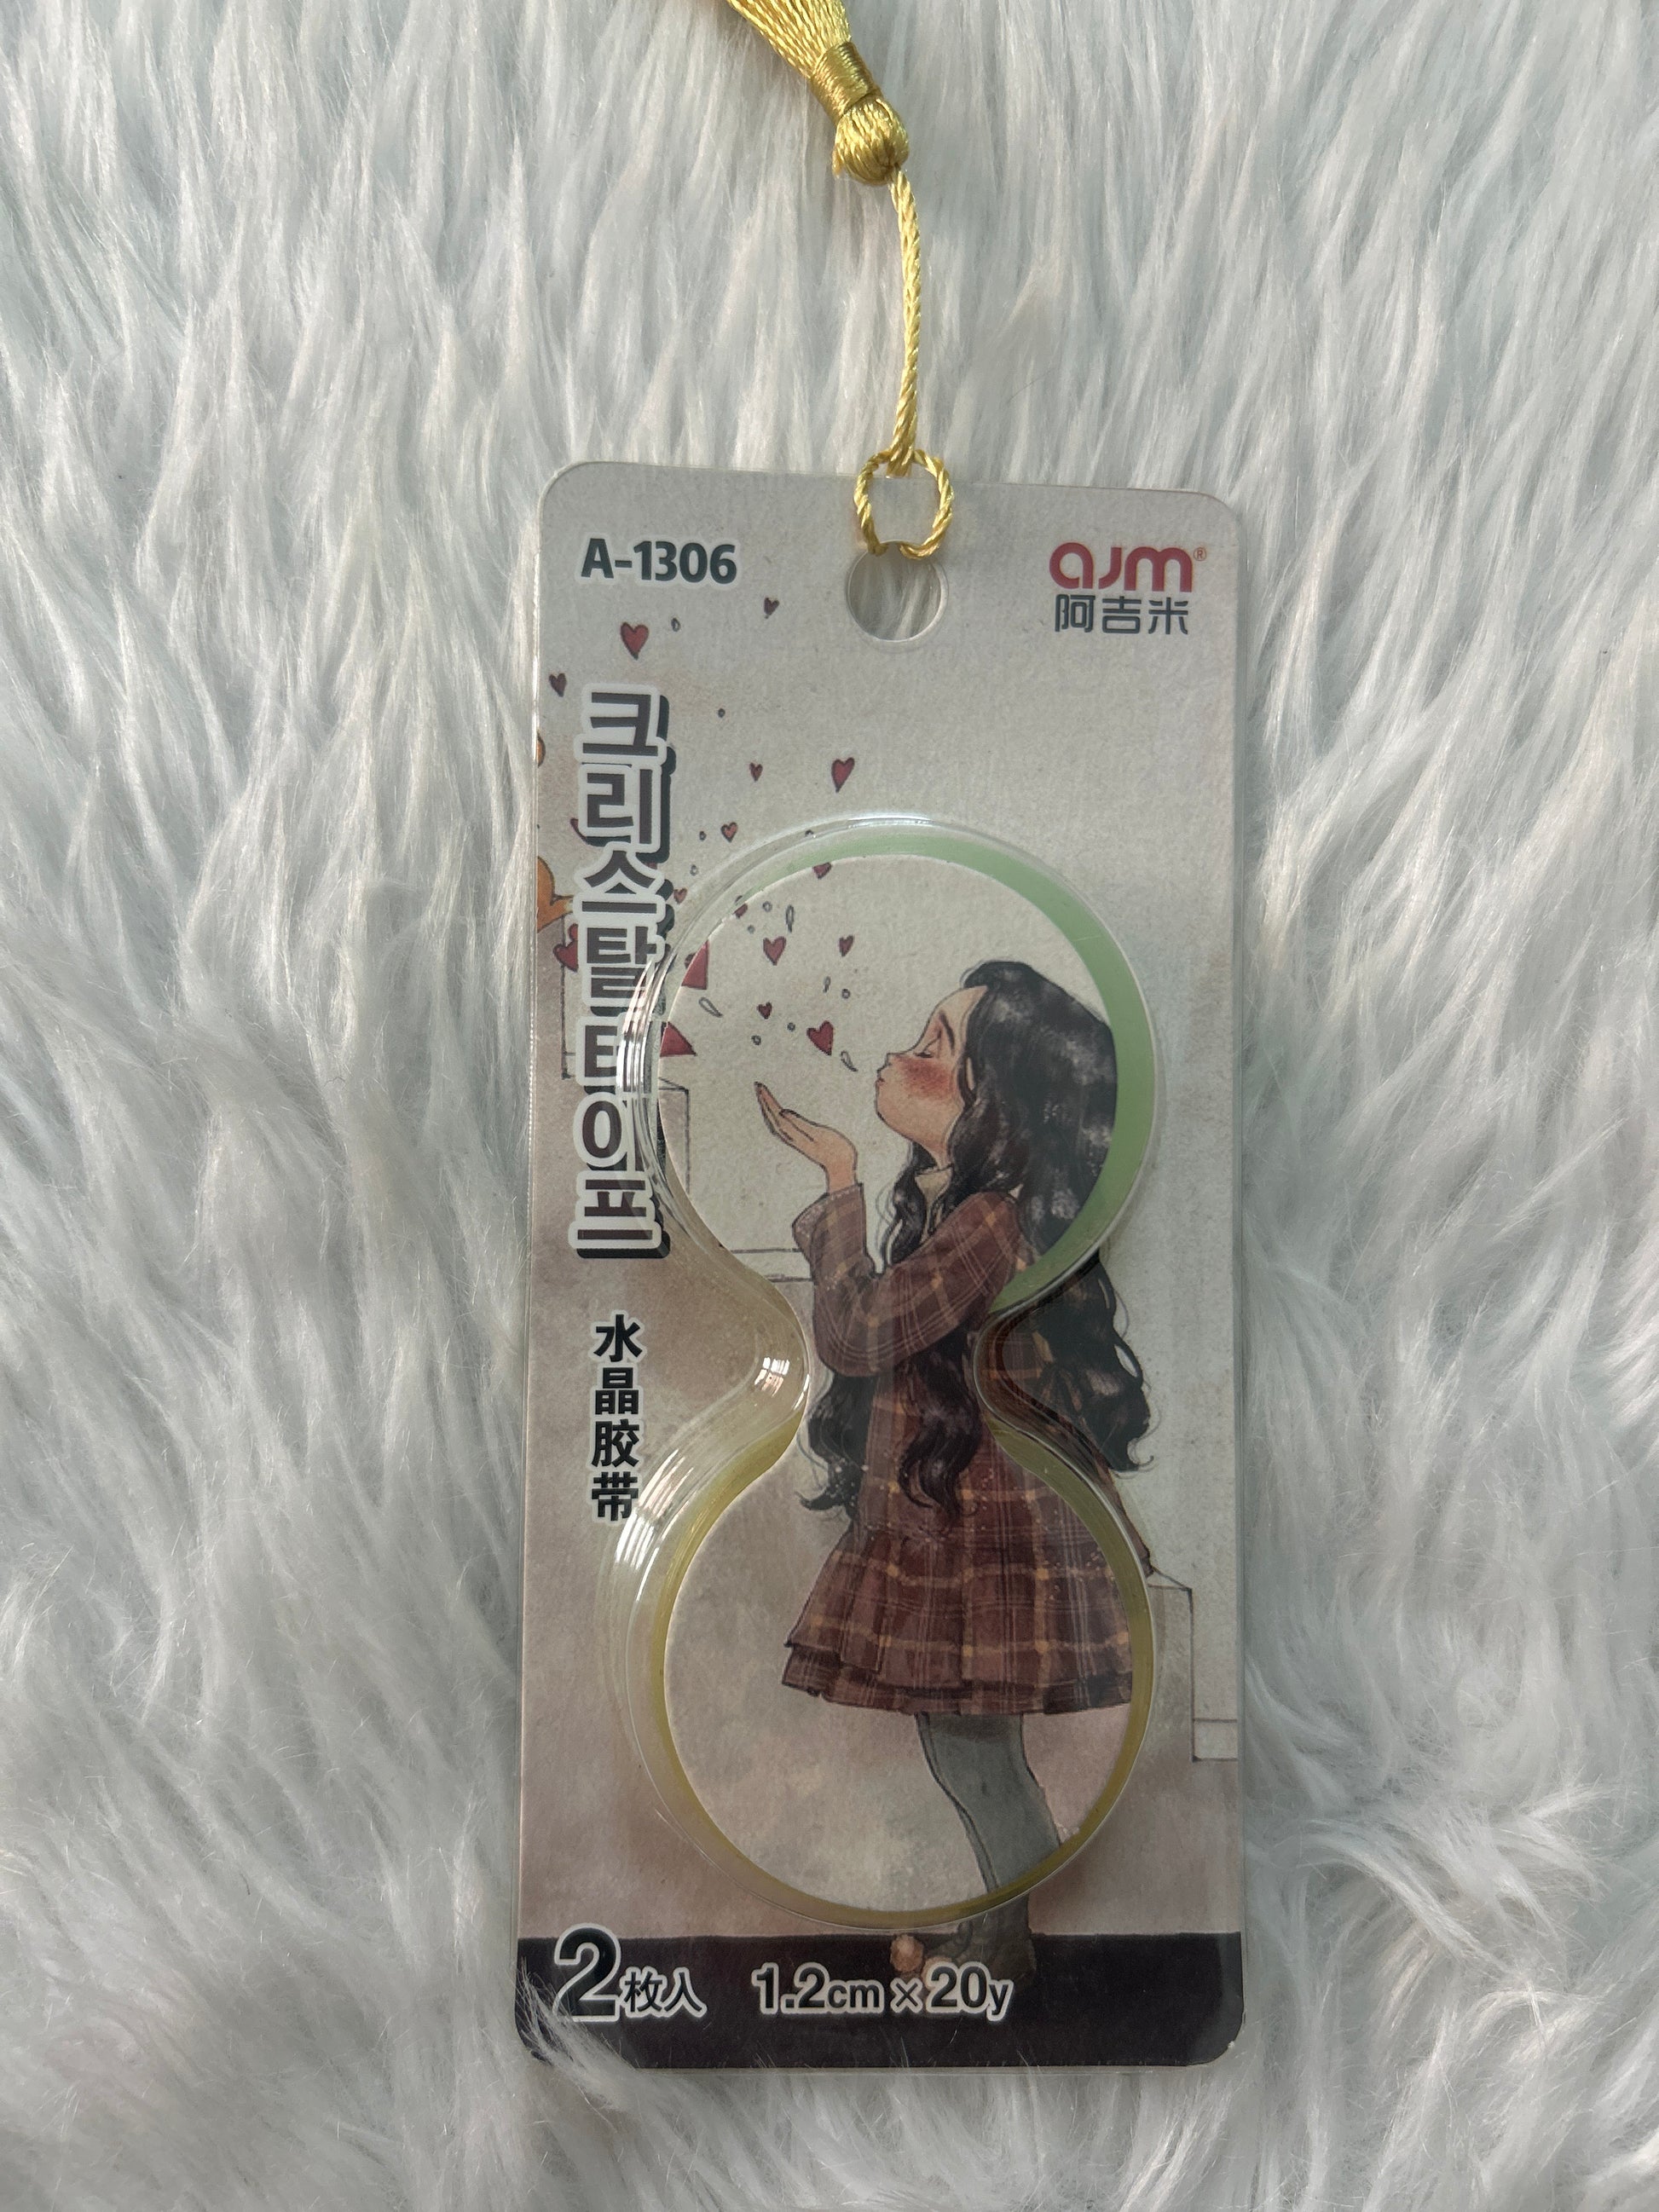 A-1306
ajm®
阿吉米
크리스탈테이프
水晶胶带
2枚入 1.2cm×20y